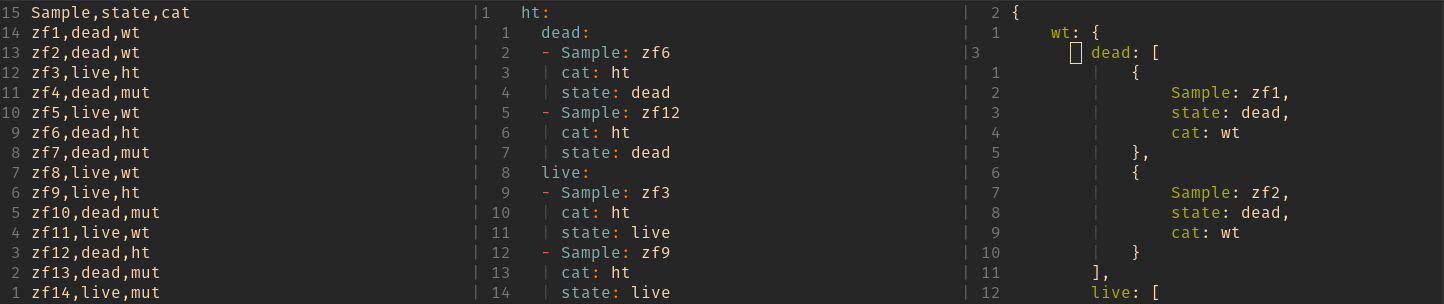 15 Sample,state,cat
14 zf1,dead,wt
13 zf2,dead,wt
12 zf3,live,ht
11 zf4,dead,mut
10 zf5,live,wt
9 zf6,dead,ht
8 zf7,dead,mut
7 zf8,live,wt
6 zf9,live,ht
5 zf10,dead,mut
4 zf11,live,wt
3 zf12,dead,ht
2 zf13,dead,mut
1 zf14,live,mut
1 ht:
1 dead:
2 - Sample: zf6
3 cat: ht
4 state: dead
5 - Sample: zf12
6 cat: ht
7 state: dead
8 live:
9 - Sample: zf3
10 cat: ht
11 state: live
12 - Sample: zf9
13 cat: ht
14 state: live
2 {
1 wt: {
3 dead: [
1 {
2 Sample: zf1,
3 state: dead,
4 cat: wt
5 },
6 {
7 Sample: zf2,
8 state: dead,
9 cat: wt
10 }
11 ],
12 live: [